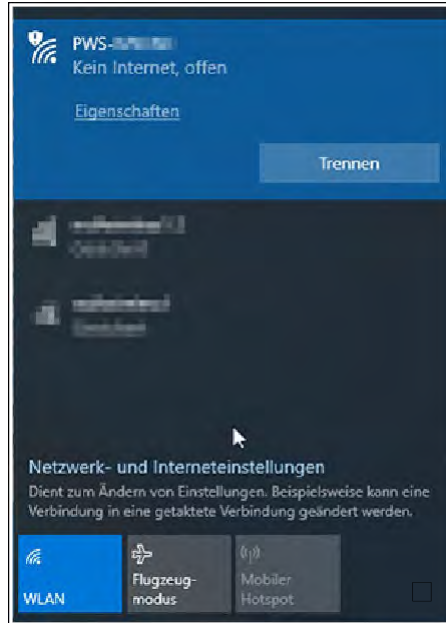 PWS-
Kein Internet, offen
Eigenschaften
Trennen
Netzwerk- und Interneteinstellungen
Dient zum Ändern von Einstellungen. Beispielsweise kann eine
Verbindung in eine getaktete Verbindung geändert werden.
WLAN
Flugzeug-
modus
Mobiler
Hotspot